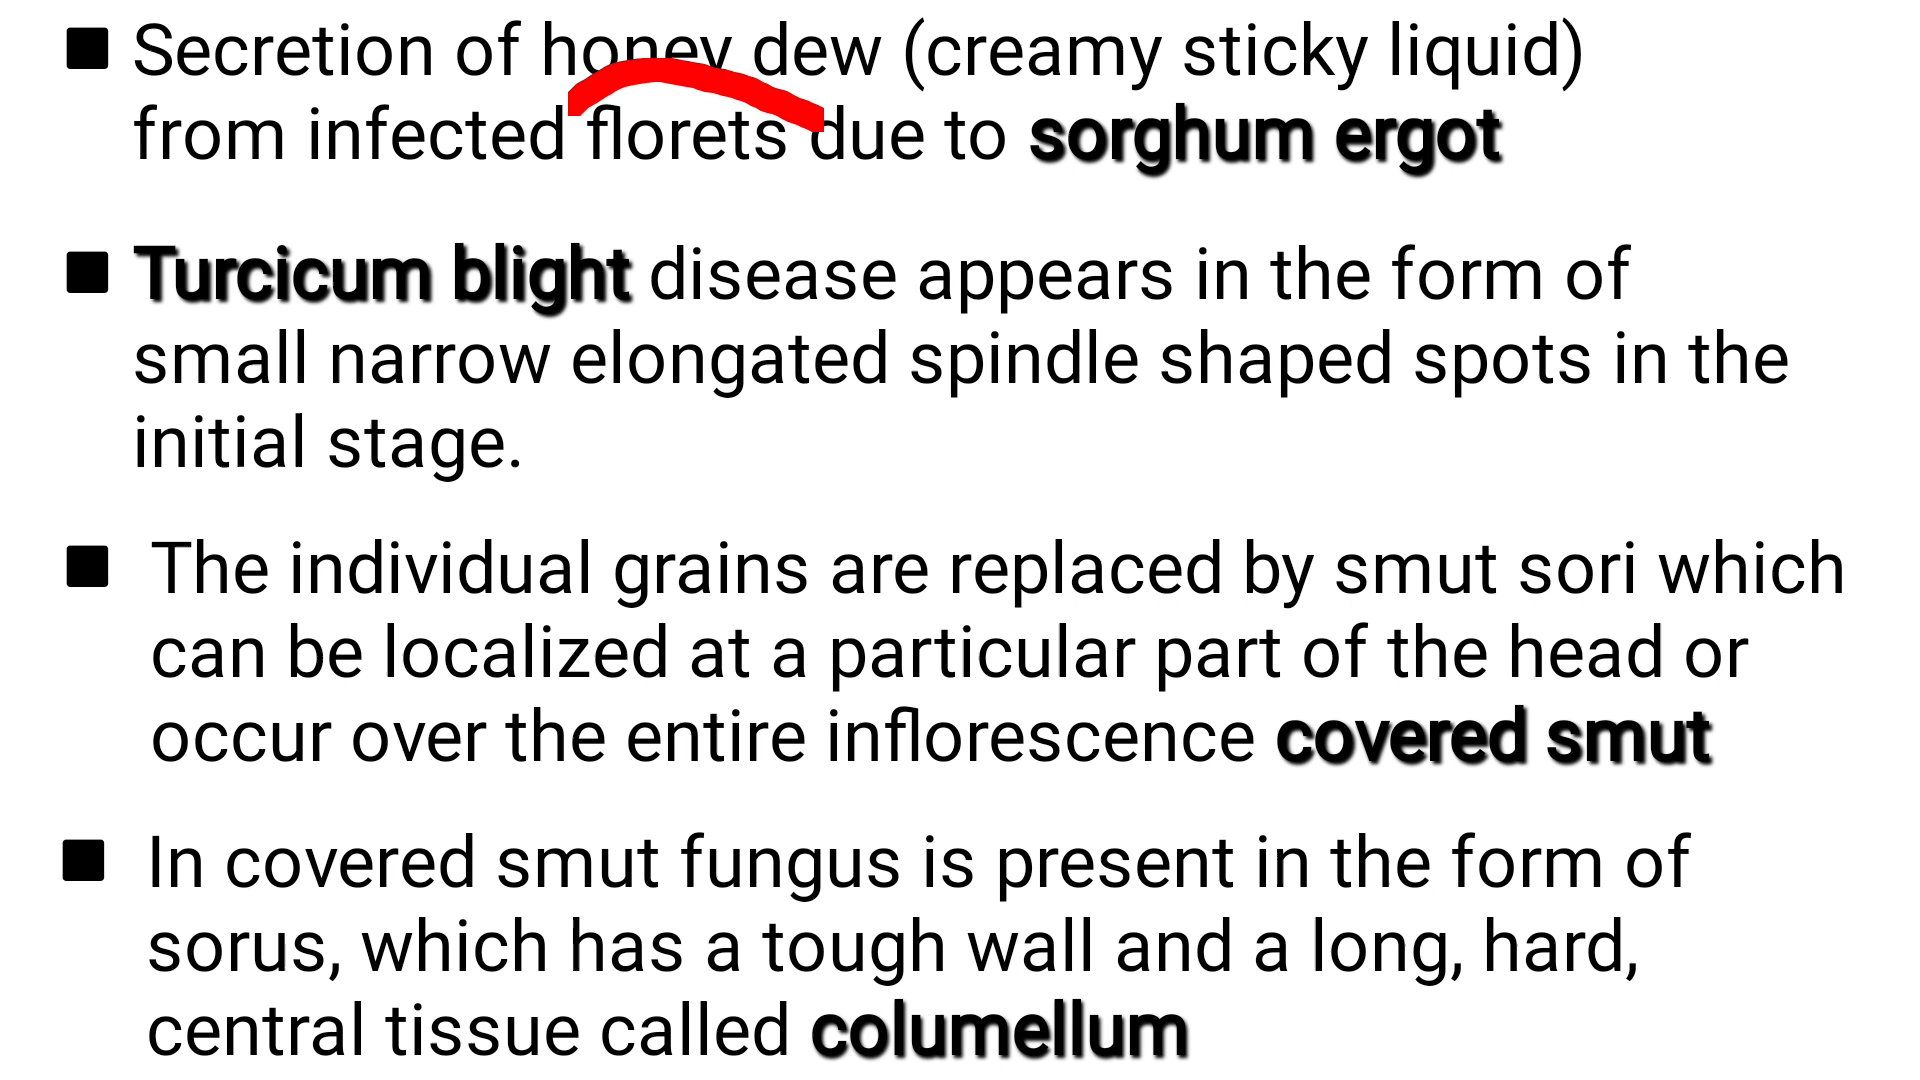 Secretion of honey dew (creamy sticky liquid)
from infected florets due to sorghum ergot
Turcicum blight disease appears in the form of
small narrow elongated spindle shaped spots in the
initial stage.
The individual grains are replaced by smut sori which
can be localized at a particular part of the head or
occur over the entire inflorescence covered smut
In covered smut fungus is present in the form of
sorus, which has a tough wall and a long, hard,
central tissue called columellum